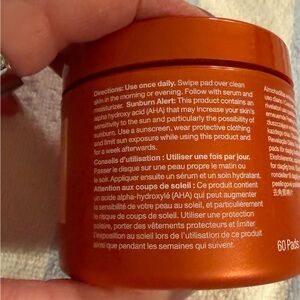 Directions: Use once daily. Swipe pad over clean
skin in the morning or evening. Follow with serum and
moisturizer. Sunburn Alert: This product contains an
alpha hydroxy acid (AHA) that may increase your skin's
sensitivity to the sun and particularly the possibility of
sunburn. Use a sunscreen, wear protective clothing
and limit sun exposure while using this product and
for a week afterwards.
Conseils d'utilisation : Utiliser une fois par jour.
Passer le disque sur une peau propre le matin ou
le soir. Appliquer ensuite un sérum et un soin hydratant.
Attention aux coups de soleil : Ce produit contient
un acide alpha-hydroxylé (AHA) qui peut augmenter
la sensibilité de votre peau au soleil, et particulièrement
le risque de coups de soleil. Utiliser une protection
solaire, porter des vêtements protecteurs et limiter
l'exposition au soleil lors de l'utilisation de ce produit
ainsi que pendant les semaines qui suivent.
60 Pads